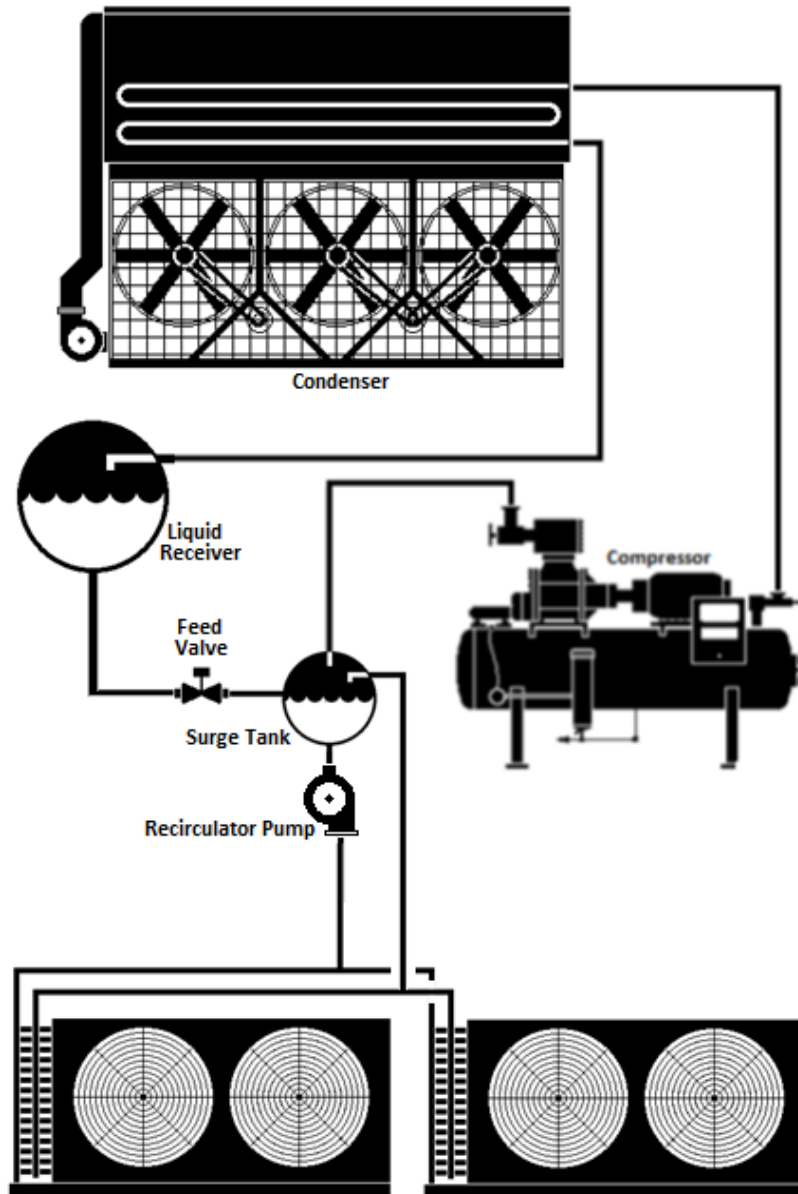 Condenser
Liquid
Receiver
Compressor
Feed
Valve
Surge Tank
Recirculator Pump